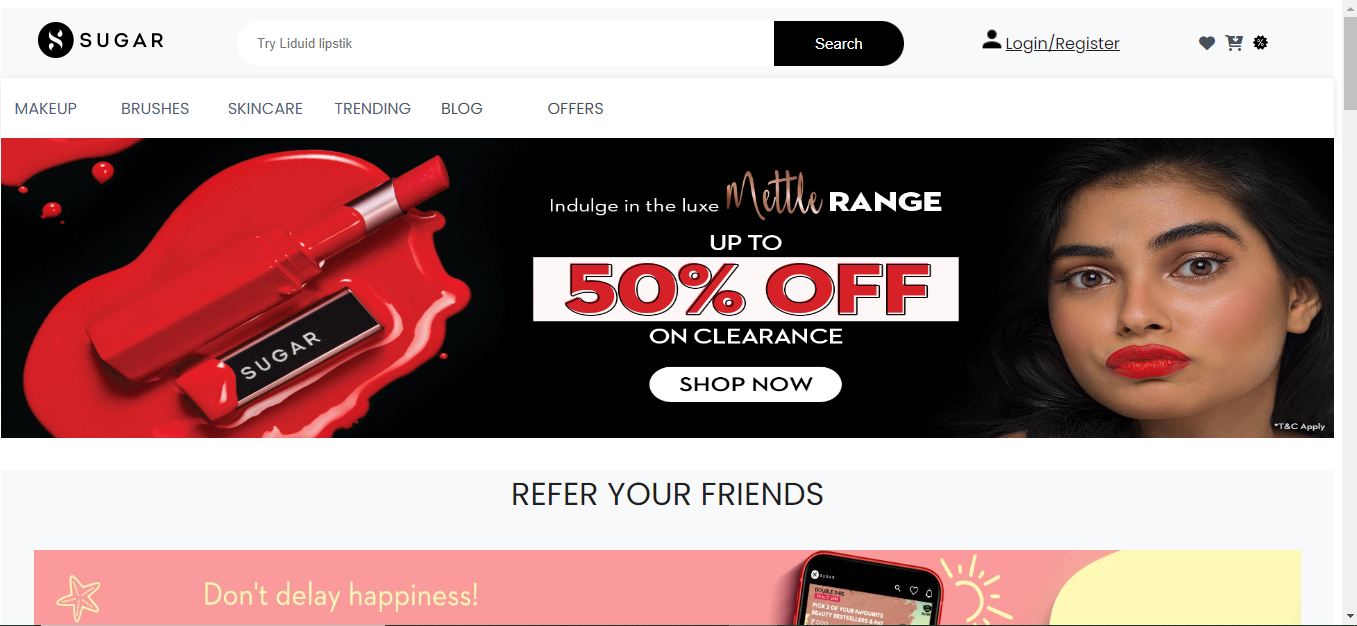 SUGAR
Try Liduid lipstik
Search
Login/Register
MAKEUP BRUSHES SKINCARE TRENDING BLOG OFFERS
Indulge in the luxe Mettle RANGE
UP TO
50% OFF
ON CLEARANCE
SHOP NOW
SUGAR
*T&C Apply
REFER YOUR FRIENDS
Don't delay happiness!
SUGAR
PICK 2 OF YOUR FAVOURITE
BEAUTY BESTSELLERS & PAY